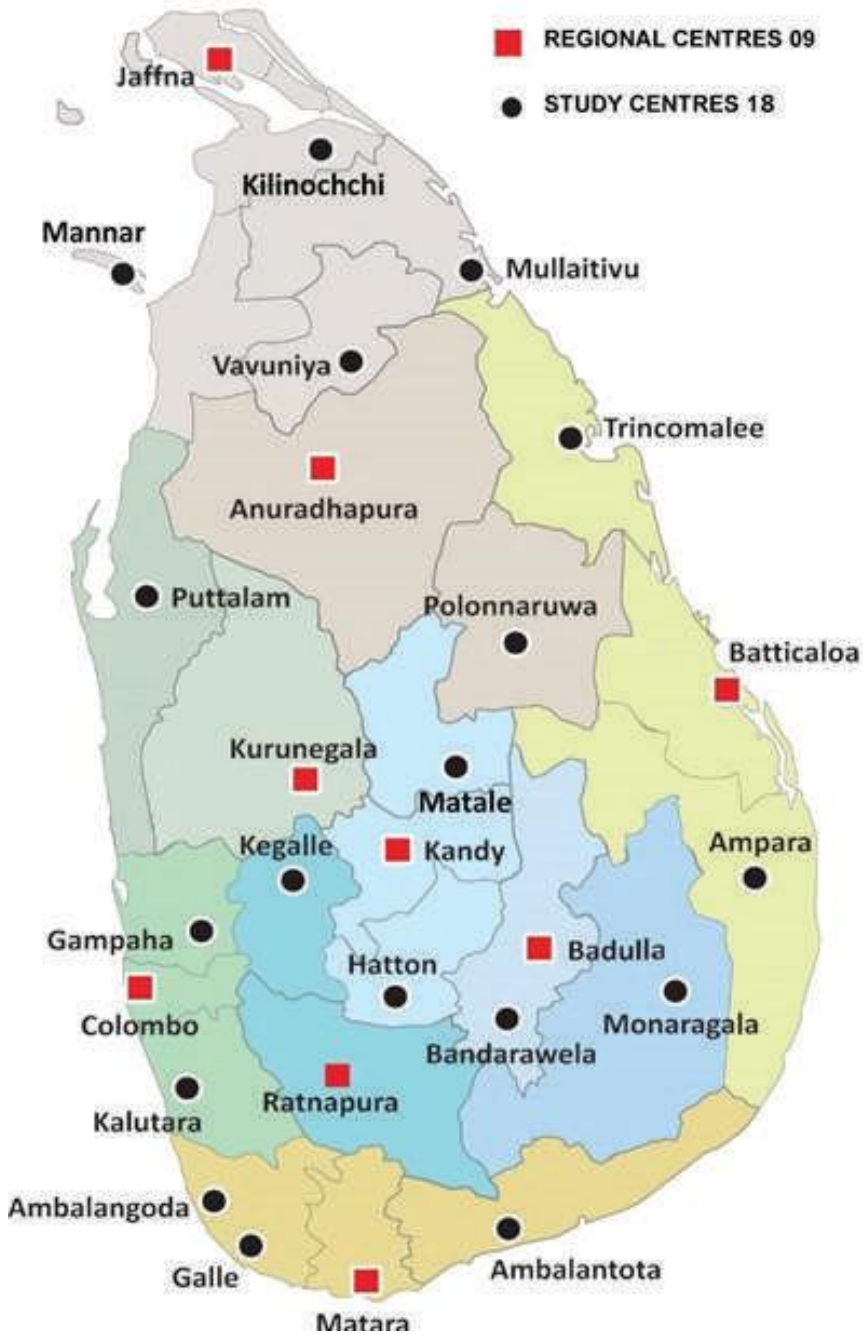 REGIONAL CENTRES 09
STUDY CENTRES 18
Jaffna
Kilinochchi
Mannar
Mullaitivu
Vavuniya
Trincomalee
Anuradhapura
Puttalam
Polonnaruwa
Batticaloa
Kurunegala
Matale
Kegalle
Kandy
Ampara
Gampaha
Hatton
Badulla
Colombo
Monaragala
Bandarawela
Ratnapura
Kalutara
Ambalangoda
Galle
Ambalantota
Matara